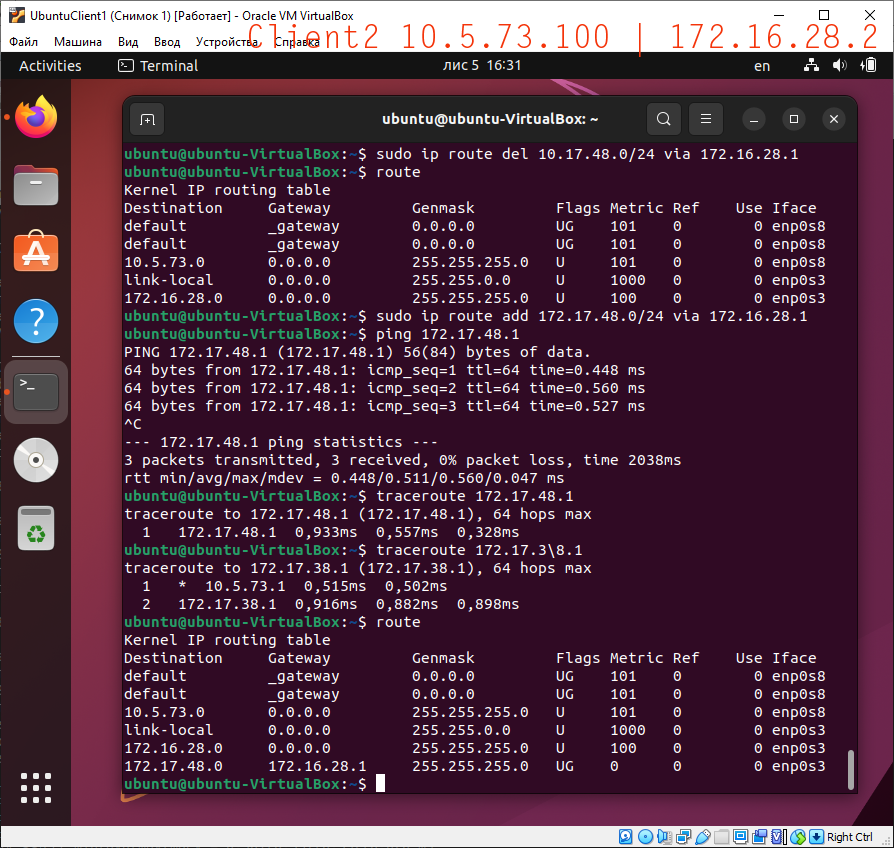 UbuntuClient1 (Снимок 1) [Работает] - Oracle VM VirtualBox
Файл Машина Вид Ввод Устройства Справка
Client2 10.5.73.100 | 172.16.28.2
Activities Terminal лис 5 16:31 en
ubuntu@ubuntu-VirtualBox: ~
ubuntu@ubuntu-VirtualBox:~$ sudo ip route del 10.17.48.0/24 via 172.16.28.1
ubuntu@ubuntu-VirtualBox:~$ route
Kernel IP routing table
Destination Gateway Genmask Flags Metric Ref Use Iface
default _gateway 0.0.0.0 UG 101 0 0 enp0s8
default _gateway 0.0.0.0 UG 101 0 0 enp0s8
10.5.73.0 0.0.0.0 255.255.255.0 U 101 0 0 enp0s8
link-local 0.0.0.0 255.255.0.0 U 1000 0 0 enp0s3
172.16.28.0 0.0.0.0 255.255.255.0 U 100 0 0 enp0s3
ubuntu@ubuntu-VirtualBox:~$ sudo ip route add 172.17.48.0/24 via 172.16.28.1
ubuntu@ubuntu-VirtualBox:~$ ping 172.17.48.1
PING 172.17.48.1 (172.17.48.1) 56(84) bytes of data.
64 bytes from 172.17.48.1: icmp_seq=1 ttl=64 time=0.448 ms
64 bytes from 172.17.48.1: icmp_seq=2 ttl=64 time=0.560 ms
64 bytes from 172.17.48.1: icmp_seq=3 ttl=64 time=0.527 ms
^C
--- 172.17.48.1 ping statistics ---
3 packets transmitted, 3 received, 0% packet loss, time 2038ms
rtt min/avg/max/mdev = 0.448/0.511/0.560/0.047 ms
ubuntu@ubuntu-VirtualBox:~$ traceroute 172.17.48.1
traceroute to 172.17.48.1 (172.17.48.1), 64 hops max
1 172.17.48.1 0,933ms 0,557ms 0,328ms
ubuntu@ubuntu-VirtualBox:~$ traceroute 172.17.3\8.1
traceroute to 172.17.38.1 (172.17.38.1), 64 hops max
1 * 10.5.73.1 0,515ms 0,502ms
2 172.17.38.1 0,916ms 0,882ms 0,898ms
ubuntu@ubuntu-VirtualBox:~$ route
Kernel IP routing table
Destination Gateway Genmask Flags Metric Ref Use Iface
default _gateway 0.0.0.0 UG 101 0 0 enp0s8
default _gateway 0.0.0.0 UG 101 0 0 enp0s8
10.5.73.0 0.0.0.0 255.255.255.0 U 101 0 0 enp0s8
link-local 0.0.0.0 255.255.0.0 U 1000 0 0 enp0s3
172.16.28.0 0.0.0.0 255.255.255.0 U 100 0 0 enp0s3
172.17.48.0 172.16.28.1 255.255.255.0 UG 0 0 0 enp0s3
ubuntu@ubuntu-VirtualBox:~$
Right Ctrl